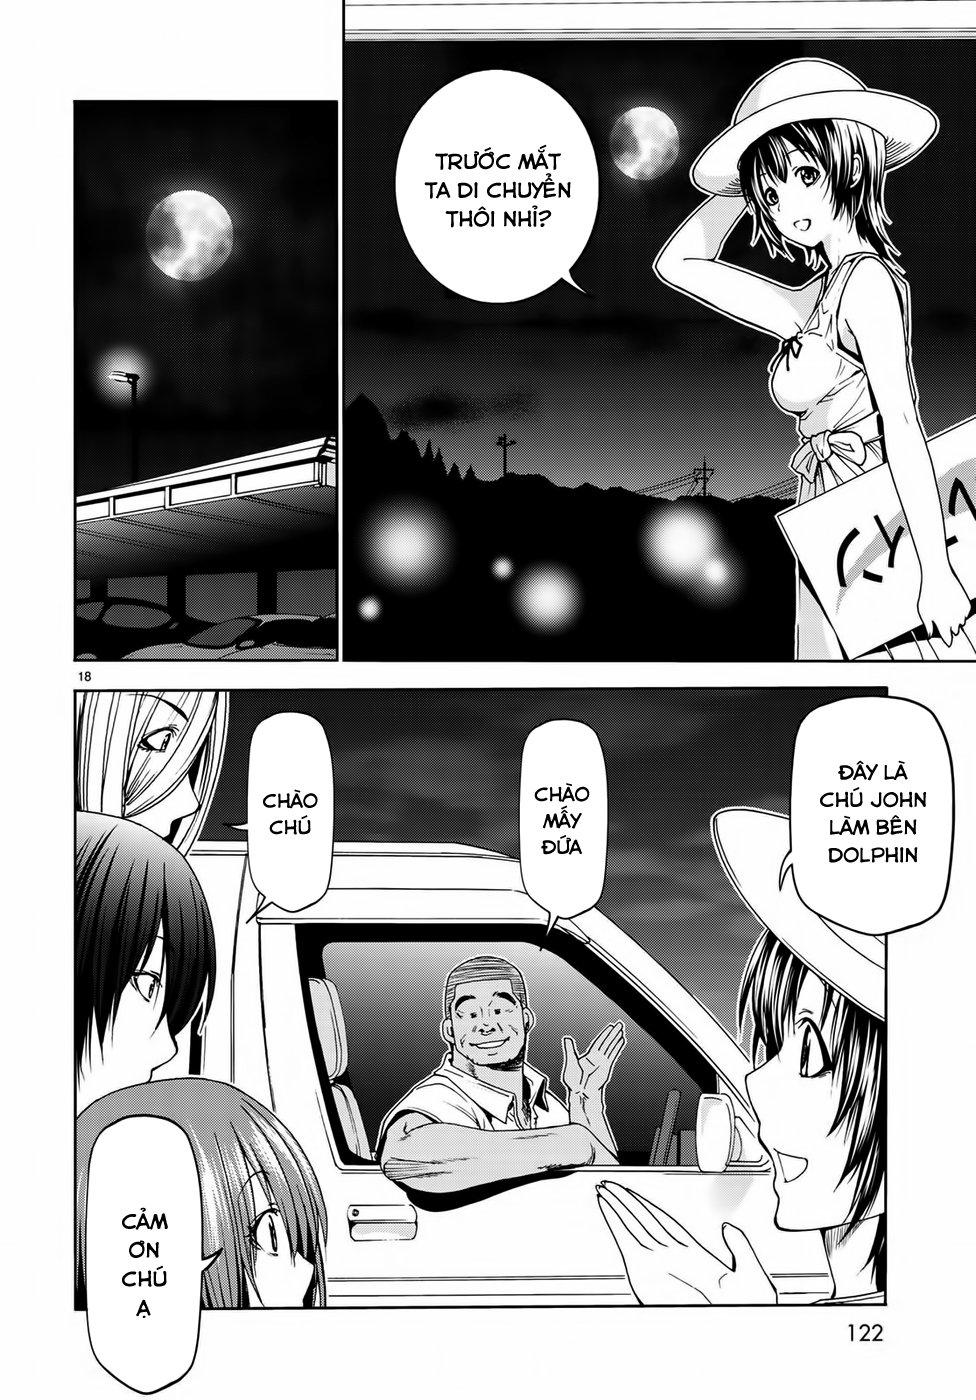 TRƯỚC MẮT
TA DI CHUYỂN
THÔI NHỈ?
18
ĐÂY LÀ
CHÚ JOHN
LÀM BÊN
DOLPHIN
CHÀO
MẤY
ĐỨA
CHÀO
CHÚ
CẢM
ƠN
CHÚ
Ạ
122